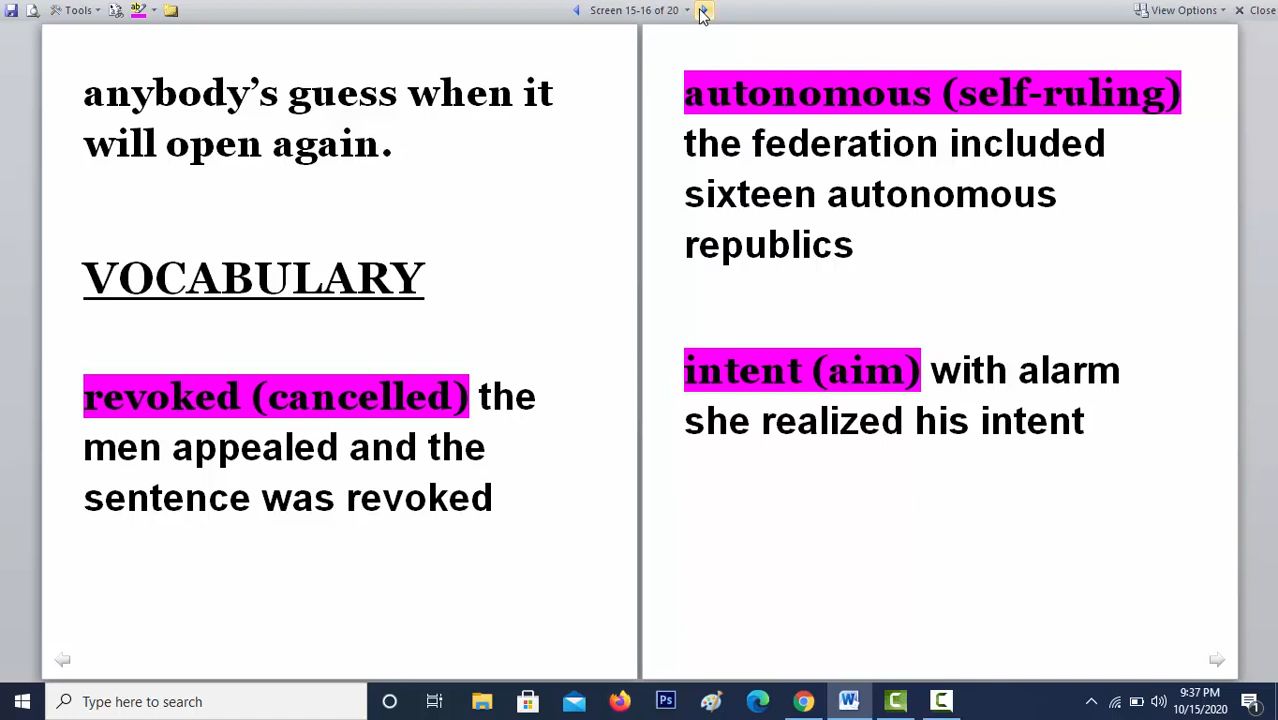 Tools
Screen 15-16 of 20
View Options
Close
anybody’s guess when it
will open again.
VOCABULARY
revoked (cancelled) the
men appealed and the
sentence was revoked
autonomous (self-ruling)
the federation included
sixteen autonomous
republics
intent (aim) with alarm
she realized his intent
Type here to search
Ps
W
C
C
9:37 PM
10/15/2020
1